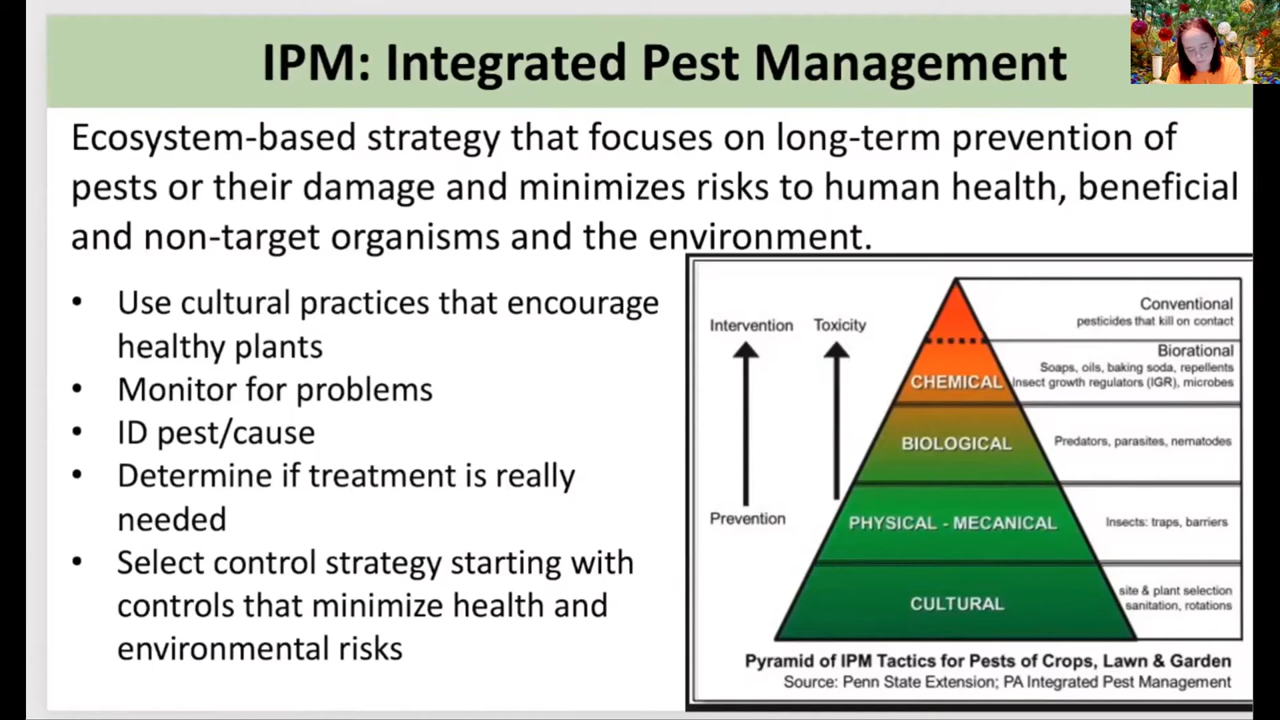 IPM: Integrated Pest Management
Ecosystem-based strategy that focuses on long-term prevention of
pests or their damage and minimizes risks to human health, beneficial
and non-target organisms and the environment.
• Use cultural practices that encourage
healthy plants
• Monitor for problems
• ID pest/cause
• Determine if treatment is really
needed
• Select control strategy starting with
controls that minimize health and
environmental risks
Intervention
Toxicity
Prevention
Conventional
pesticides that kill on contact
Biorational
Soaps, oils, baking soda, repellents
Insect growth regulators (IGR), microbes
CHEMICAL
BIOLOGICAL
Predators, parasites, nematodes
PHYSICAL - MECANICAL
Insects: traps, barriers
CULTURAL
site & plant selection
sanitation, rotations
Pyramid of IPM Tactics for Pests of Crops, Lawn & Garden
Source: Penn State Extension; PA Integrated Pest Management